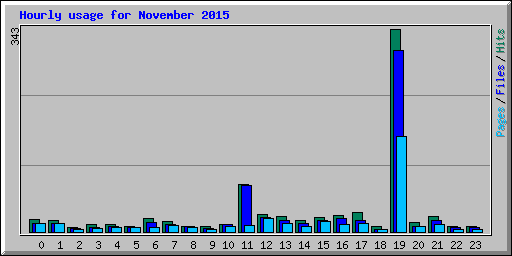 Hourly usage for November 2015
343
Pages/Files/Hits
0 1 2 3 4 5 6 7 8 9 10 11 12 13 14 15 16 17 18 19 20 21 22 23